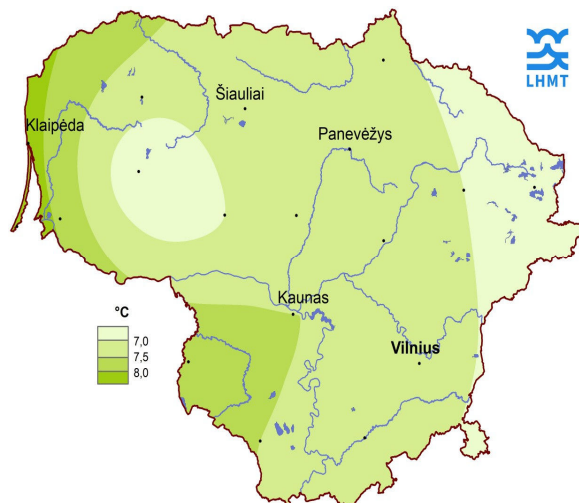 LHMT
Šiauliai
Klaipėda
Panevėžys
Kaunas
°C
7,0
7,5
8,0
Vilnius